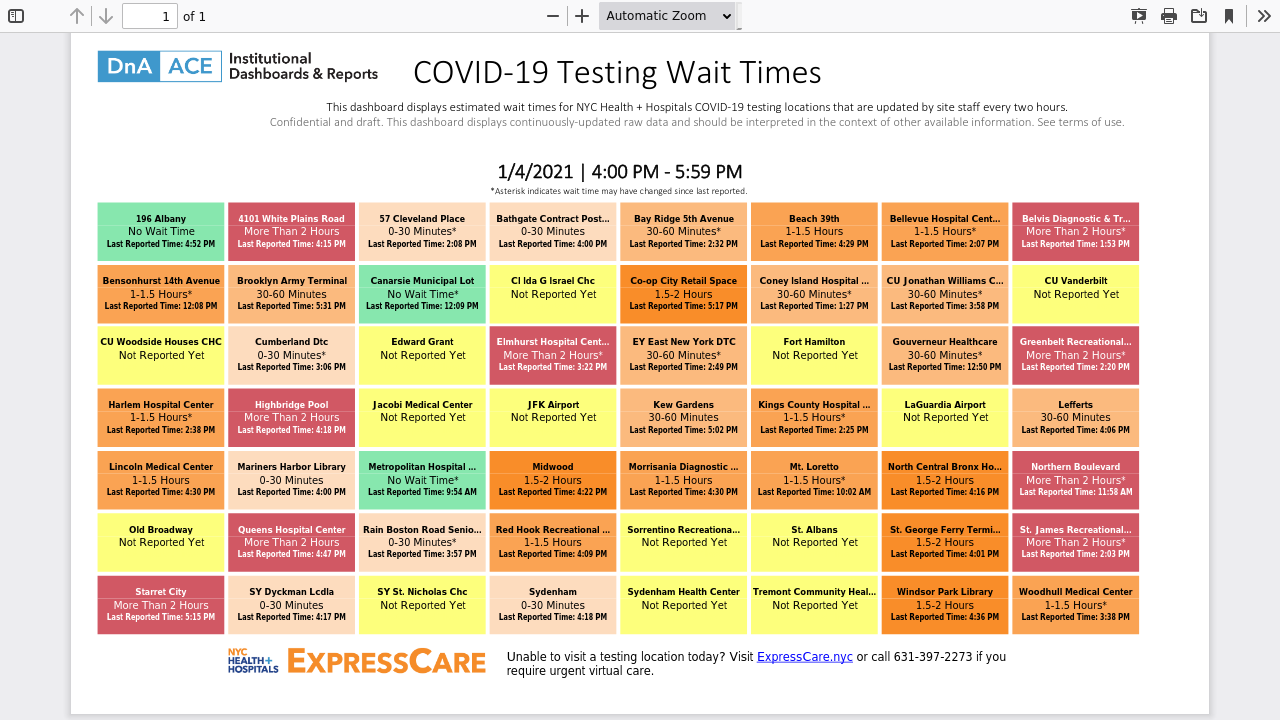 1 of 1 Automatic Zoom
DnA ACE Institutional
Dashboards & Reports
COVID-19 Testing Wait Times
This dashboard displays estimated wait times for NYC Health + Hospitals COVID-19 testing locations that are updated by site staff every two hours.
Confidential and draft. This dashboard displays continuously-updated raw data and should be interpreted in the context of other available information. See terms of use.
1/4/2021 | 4:00 PM - 5:59 PM
*Asterisk indicates wait time may have changed since last reported.
196 Albany
No Wait Time
Last Reported Time: 4:52 PM
4101 White Plains Road
More Than 2 Hours
Last Reported Time: 4:15 PM
57 Cleveland Place
0-30 Minutes*
Last Reported Time: 2:08 PM
Bathgate Contract Post...
0-30 Minutes
Last Reported Time: 4:00 PM
Bay Ridge 5th Avenue
30-60 Minutes*
Last Reported Time: 2:32 PM
Beach 39th
1-1.5 Hours
Last Reported Time: 4:29 PM
Bellevue Hospital Cent...
1-1.5 Hours*
Last Reported Time: 2:07 PM
Belvis Diagnostic & Tr...
More Than 2 Hours*
Last Reported Time: 1:53 PM
Bensonhurst 14th Avenue
1-1.5 Hours*
Last Reported Time: 12:08 PM
Brooklyn Army Terminal
30-60 Minutes
Last Reported Time: 5:31 PM
Canarsie Municipal Lot
No Wait Time*
Last Reported Time: 12:09 PM
Cl Ida G Israel Chc
Not Reported Yet
Co-op City Retail Space
1.5-2 Hours
Last Reported Time: 5:17 PM
Coney Island Hospital ...
30-60 Minutes*
Last Reported Time: 1:27 PM
CU Jonathan Williams C...
30-60 Minutes*
Last Reported Time: 3:58 PM
CU Vanderbilt
Not Reported Yet
CU Woodside Houses CHC
Not Reported Yet
Cumberland Dtc
0-30 Minutes*
Last Reported Time: 3:06 PM
Edward Grant
Not Reported Yet
Elmhurst Hospital Cent...
More Than 2 Hours*
Last Reported Time: 3:22 PM
EY East New York DTC
30-60 Minutes*
Last Reported Time: 2:49 PM
Fort Hamilton
Not Reported Yet
Gouverneur Healthcare
30-60 Minutes*
Last Reported Time: 12:50 PM
Greenbelt Recreational...
More Than 2 Hours*
Last Reported Time: 2:20 PM
Harlem Hospital Center
1-1.5 Hours*
Last Reported Time: 2:38 PM
Highbridge Pool
More Than 2 Hours
Last Reported Time: 4:18 PM
Jacobi Medical Center
Not Reported Yet
JFK Airport
Not Reported Yet
Kew Gardens
30-60 Minutes
Last Reported Time: 5:02 PM
Kings County Hospital ...
1-1.5 Hours*
Last Reported Time: 2:25 PM
LaGuardia Airport
Not Reported Yet
Lefferts
30-60 Minutes
Last Reported Time: 4:06 PM
Lincoln Medical Center
1-1.5 Hours
Last Reported Time: 4:30 PM
Mariners Harbor Library
0-30 Minutes
Last Reported Time: 4:00 PM
Metropolitan Hospital ...
No Wait Time*
Last Reported Time: 9:54 AM
Midwood
1.5-2 Hours
Last Reported Time: 4:22 PM
Morrisania Diagnostic ...
1-1.5 Hours
Last Reported Time: 4:30 PM
Mt. Loretto
1-1.5 Hours*
Last Reported Time: 10:02 AM
North Central Bronx Ho...
1.5-2 Hours
Last Reported Time: 4:16 PM
Northern Boulevard
More Than 2 Hours*
Last Reported Time: 11:58 AM
Old Broadway
Not Reported Yet
Queens Hospital Center
More Than 2 Hours
Last Reported Time: 4:47 PM
Rain Boston Road Senio...
0-30 Minutes*
Last Reported Time: 3:57 PM
Red Hook Recreational ...
1-1.5 Hours
Last Reported Time: 4:09 PM
Sorrentino Recreationa...
Not Reported Yet
St. Albans
Not Reported Yet
St. George Ferry Termi...
1.5-2 Hours
Last Reported Time: 4:01 PM
St. James Recreational...
More Than 2 Hours*
Last Reported Time: 2:03 PM
Starret City
More Than 2 Hours
Last Reported Time: 5:15 PM
SY Dyckman Lcdla
0-30 Minutes
Last Reported Time: 4:17 PM
SY St. Nicholas Chc
Not Reported Yet
Sydenham
0-30 Minutes
Last Reported Time: 4:18 PM
Sydenham Health Center
Not Reported Yet
Tremont Community Heal...
Not Reported Yet
Windsor Park Library
1.5-2 Hours
Last Reported Time: 4:36 PM
Woodhull Medical Center
1-1.5 Hours*
Last Reported Time: 3:38 PM
NYC
HEALTH+
HOSPITALS
EXPRESSCARE
Unable to visit a testing location today? Visit ExpressCare.nyc or call 631-397-2273 if you
require urgent virtual care.